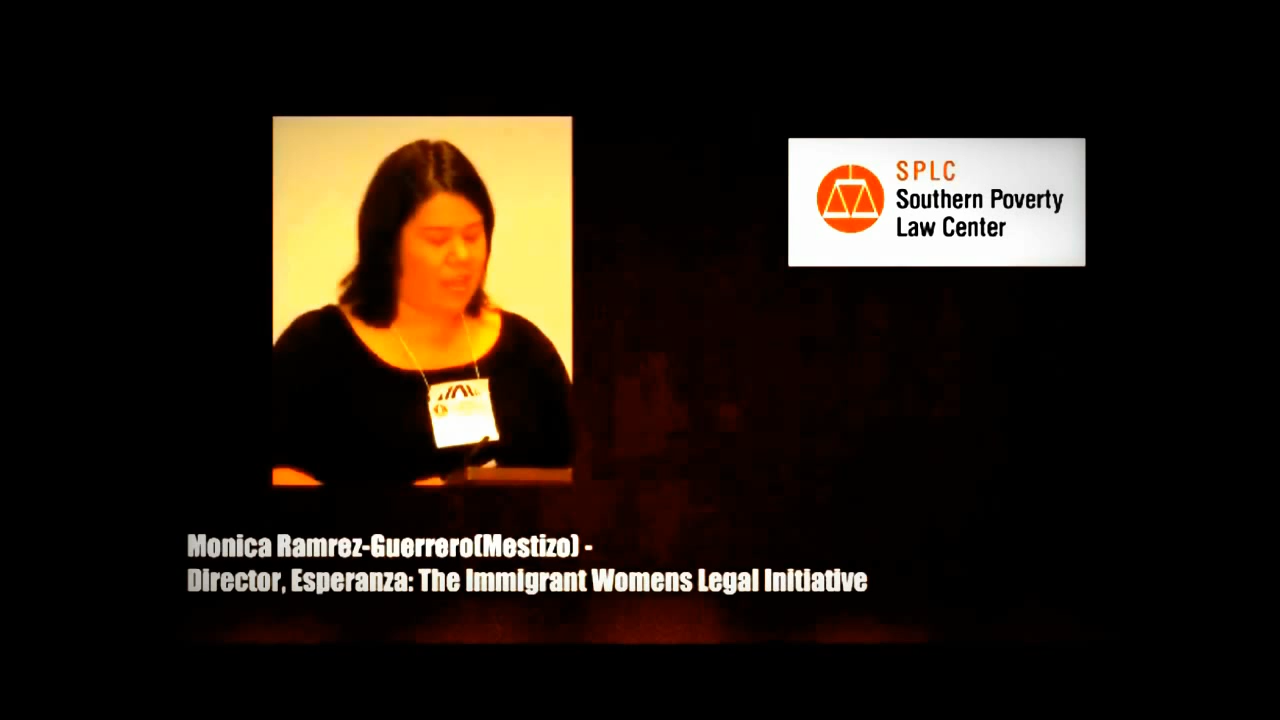 SPLC
Southern Poverty
Law Center
Monica Ramrez-Guerrero(Mestizo) -
Director, Esperanza: The Immigrant Womens Legal Initiative